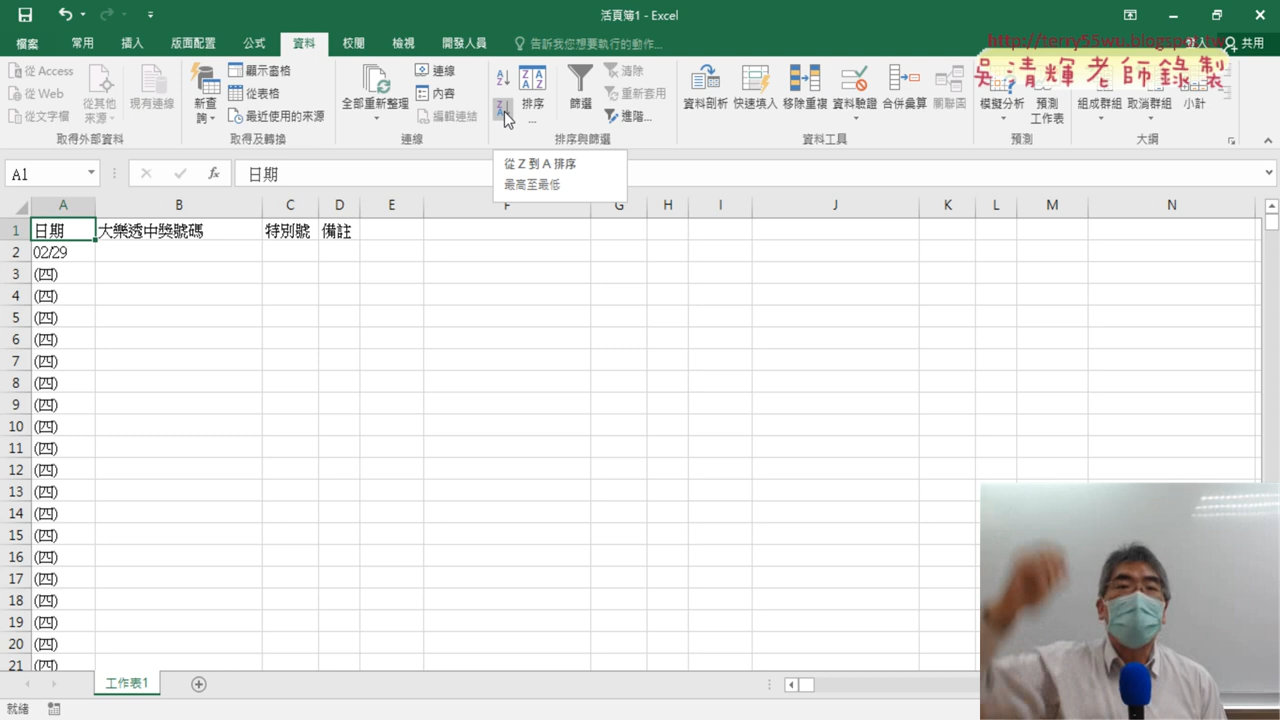 活頁簿1 - Excel
檔案 常用 插入 版面配置 公式 資料 校閱 檢視 開發人員 告訴我您想要執行的動作... 共用
http://terry55wu.blogspot.tw
吳清輝老師錄製
從 Access 從 Web 從文字檔 從其他來源 現有連線
取得外部資料
新查詢 顯示窗格 從表格 最近使用的來源
取得及轉換
全部重新整理 連線 內容 編輯連結
連線
排序... 篩選 清除 重新套用 進階...
排序與篩選
資料剖析 快速填入 移除重複 資料驗證 合併彙算 關聯圖
資料工具
模擬分析 預測工作表
預測
組成群組 取消群組 小計
大綱
A1 fx 日期
從 Z 到 A 排序
最高至最低
A B C D E F G H I J K L M N
1 日期 大樂透中獎號碼 特別號 備註
2 02/29
3 (四)
4 (四)
5 (四)
6 (四)
7 (四)
8 (四)
9 (四)
10 (四)
11 (四)
12 (四)
13 (四)
14 (四)
15 (四)
16 (四)
17 (四)
18 (四)
19 (四)
20 (四)
21 (四)
工作表1
就緒